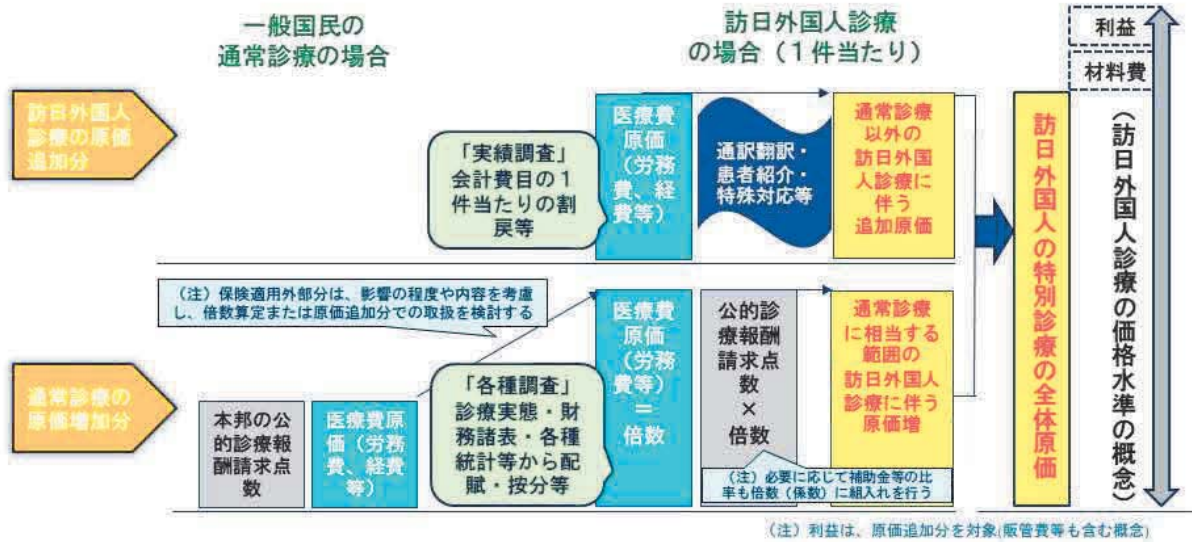 一般国民の
通常診療の場合
訪日外国人診療
の場合（１件当たり）
利益
材料費
訪日外国人
診療の原価
追加分
「実績調査」
会計費目の１
件当たりの割
戻等
医療費
原価
（労務
費、経
費等）
通訳翻訳・
患者紹介・
特殊対応等
通常診療
以外の
訪日外国
人診療に
伴う
追加原価
訪日外国人の特別診療の全体原価
（訪日外国人診療の価格水準の概念）
（注）保険適用外部分は、影響の程度や内容を考慮
し、倍数算定または原価追加分での取扱を検討する
通常診療の
原価増加分
本邦の公
的診療報
酬請求点
数
医療費原
価（労務
費、経費
等）
「各種調査」
診療実態・財
務諸表・各種
統計等から配
賦・按分等
医療費
原価
（労務
費等）
＝
倍数
公的診
療報酬
請求点
数
×
倍数
通常診療
に相当する
範囲の
訪日外国人
診療に伴う
原価増
（注）必要に応じて補助金等の比
率も倍数（係数）に組入れを行う
（注）利益は、原価追加分を対象(販管費等も含む概念)